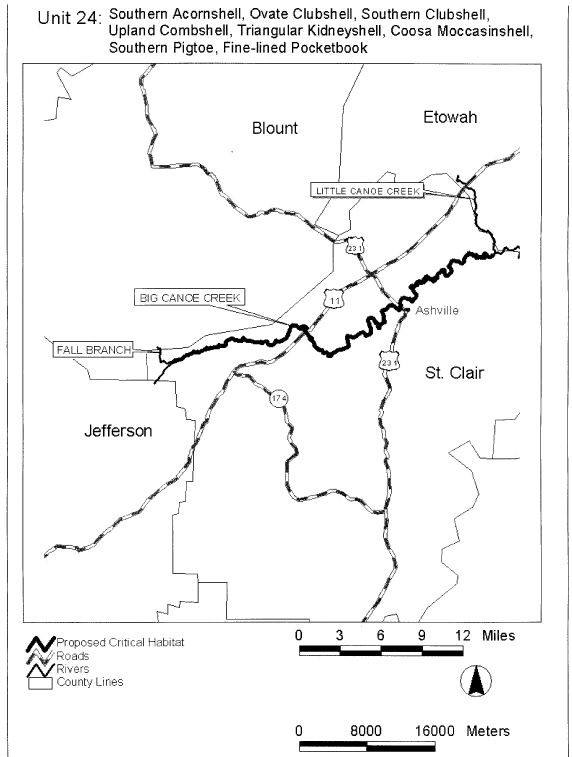 Unit 24: Southern Acornshell, Ovate Clubshell, Southern Clubshell,
Upland Combshell, Triangular Kidneyshell, Coosa Moccasinshell,
Southern Pigtoe, Fine-lined Pocketbook
Etowah
Blount
LITTLE CANOE CREEK
231
BIG CANOE CREEK
11
Ashville
FALL BRANCH
231
St. Clair
174
Jefferson
Proposed Critical Habitat
Roads
Rivers
County Lines
0 3 6 9 12 Miles
0 8000 16000 Meters